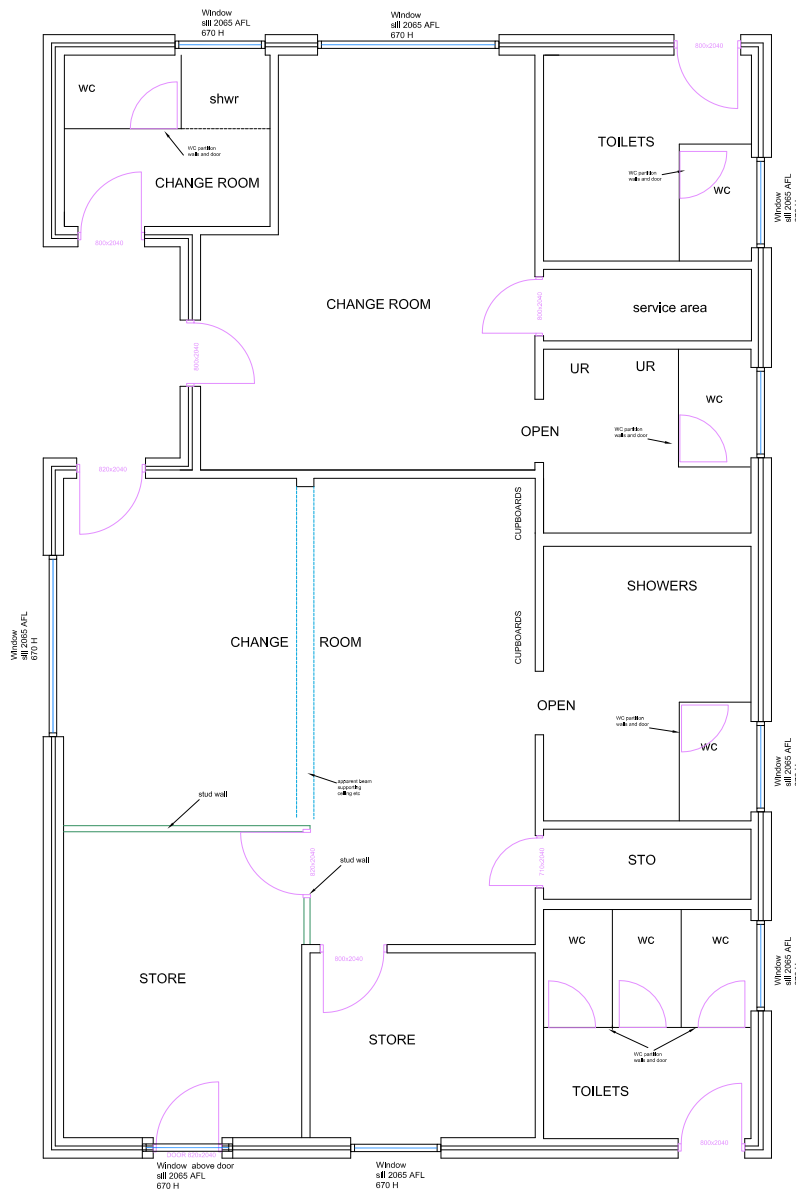 Window
sill 2065 AFL
670 H
Window
sill 2065 AFL
670 H
800x2040
wc
shwr
WC partition
walls and door
CHANGE ROOM
800x2040
TOILETS
WC partition
walls and door
wc
Window
sill 2065 AFL
CHANGE ROOM
800x2040
service area
800x2040
UR
UR
wc
OPEN
WC partition
walls and door
820x2040
CUPBOARDS
SHOWERS
Window
sill 2065 AFL
670 H
CHANGE
ROOM
CUPBOARDS
OPEN
WC partition
walls and door
wc
Window
sill 2065 AFL
apparent beam
supporting
ceiling etc
stud wall
820x2040
stud wall
710x2040
STO
wc
wc
wc
Window
sill 2065 AFL
800x2040
STORE
STORE
WC partition
walls and door
TOILETS
800x2040
DOOR 820x2040
Window above door
sill 2065 AFL
670 H
Window
sill 2065 AFL
670 H